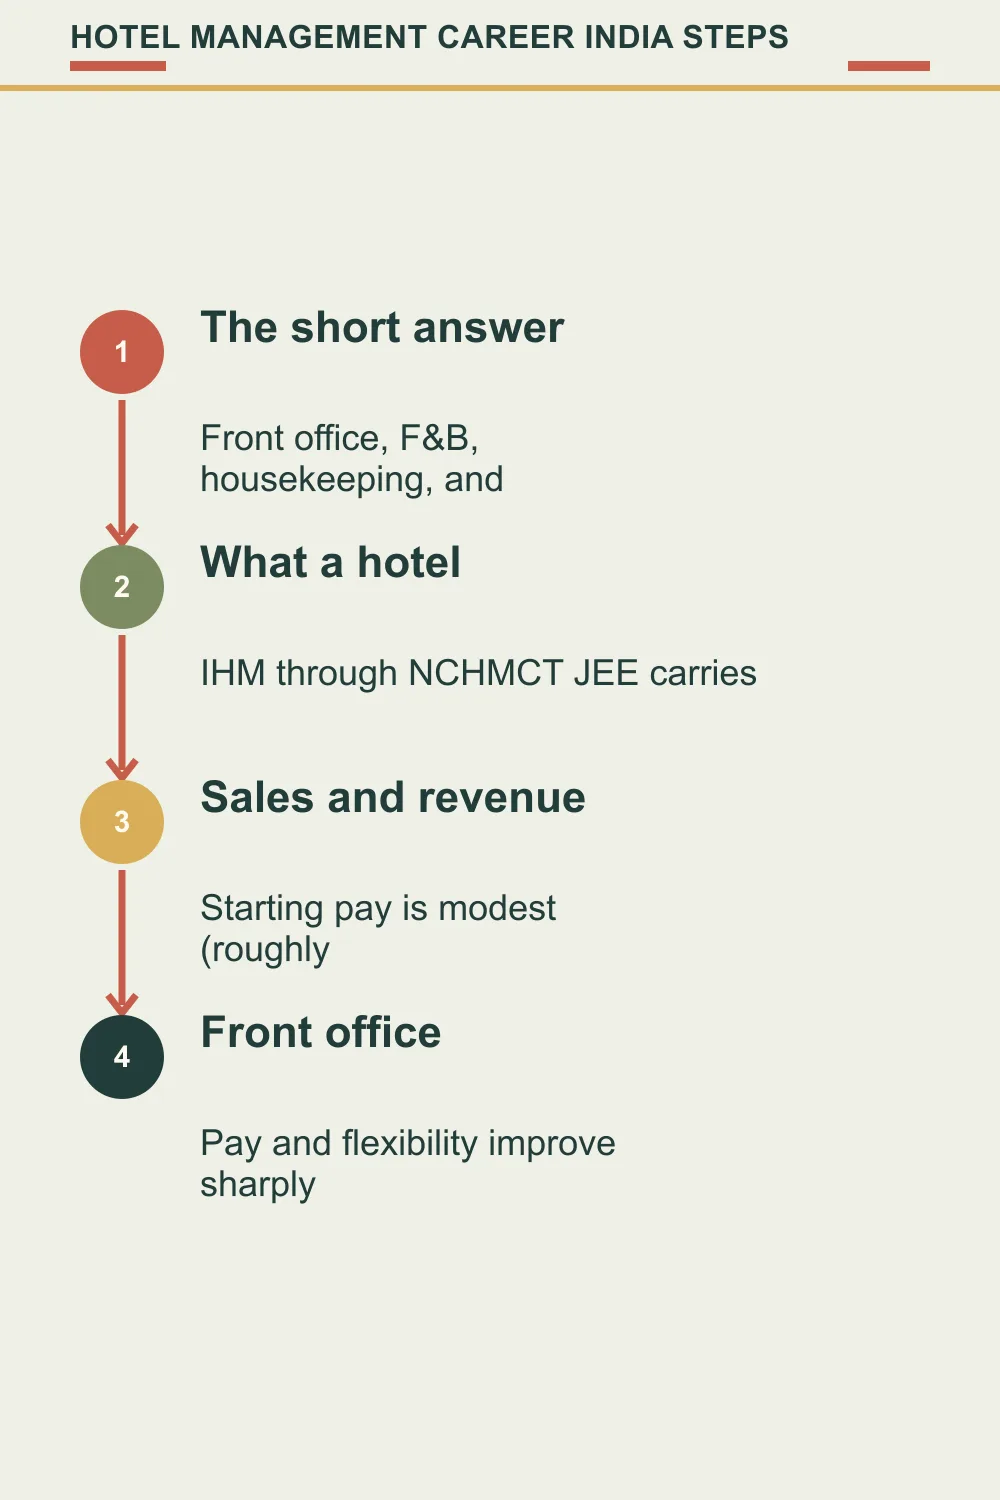 HOTEL MANAGEMENT CAREER INDIA STEPS
1
The short answer
Front office, F&B,
housekeeping, and
2
What a hotel
IHM through NCHMCT JEE carries
3
Sales and revenue
Starting pay is modest
(roughly
4
Front office
Pay and flexibility improve
sharply